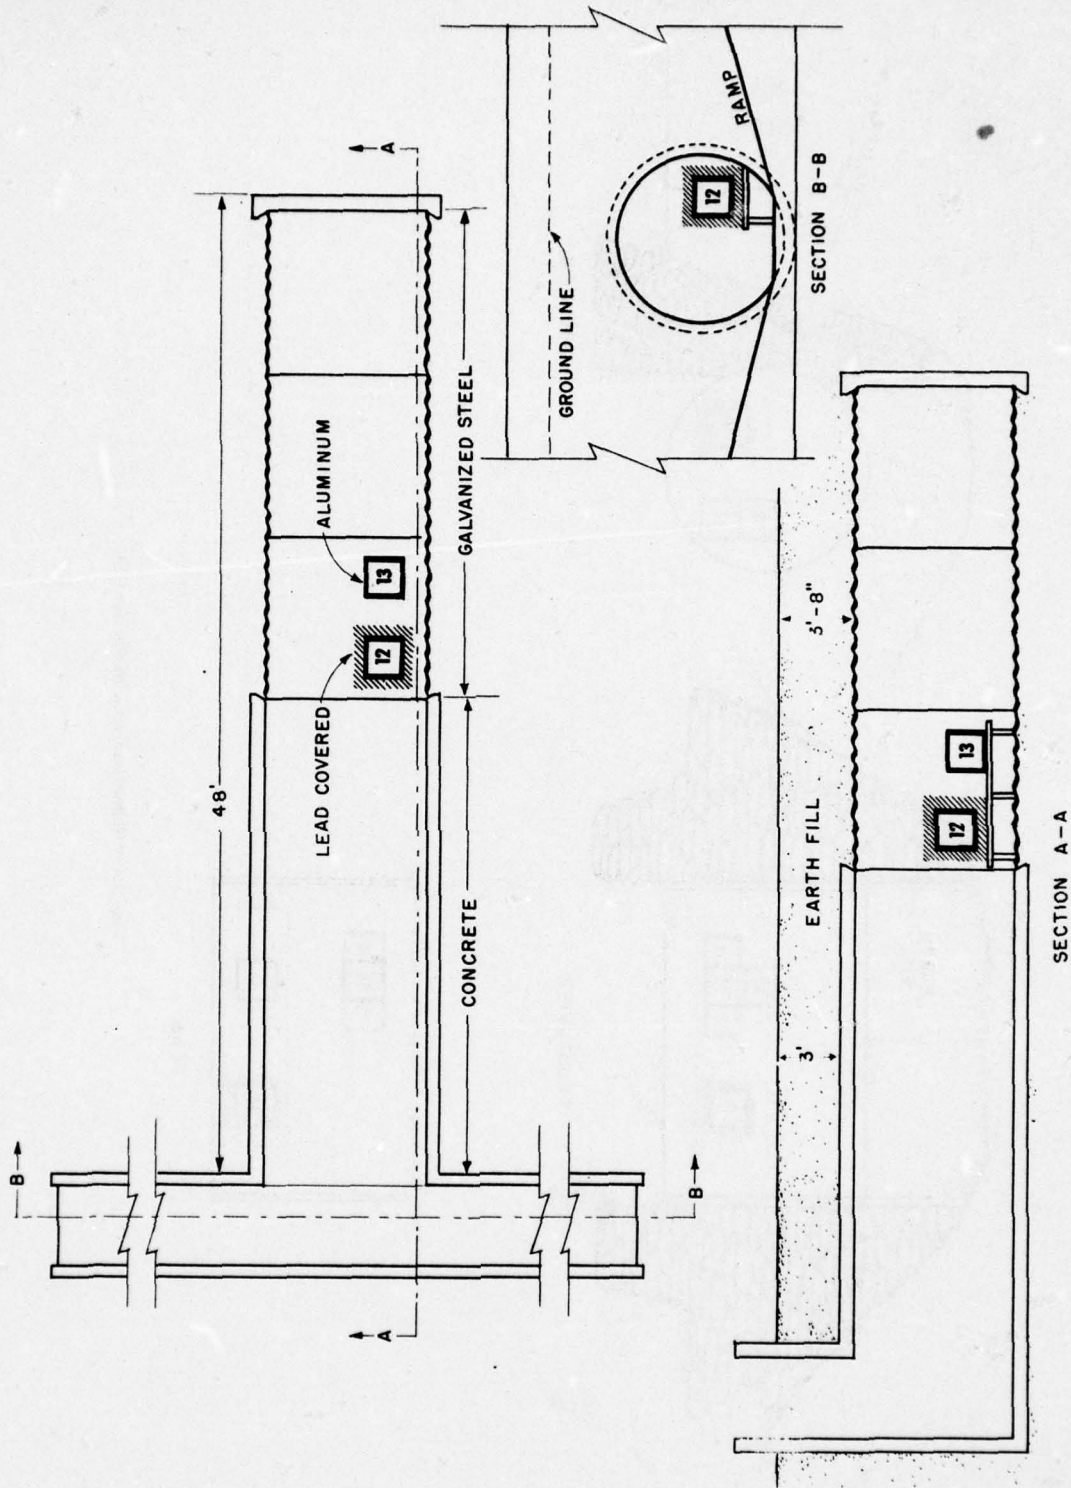 B
B
A
A
48'
LEAD COVERED
ALUMINUM
12
13
CONCRETE
GALVANIZED STEEL
GROUND LINE
RAMP
12
SECTION B-B
3'
EARTH FILL
3'-8"
12
13
SECTION A-A